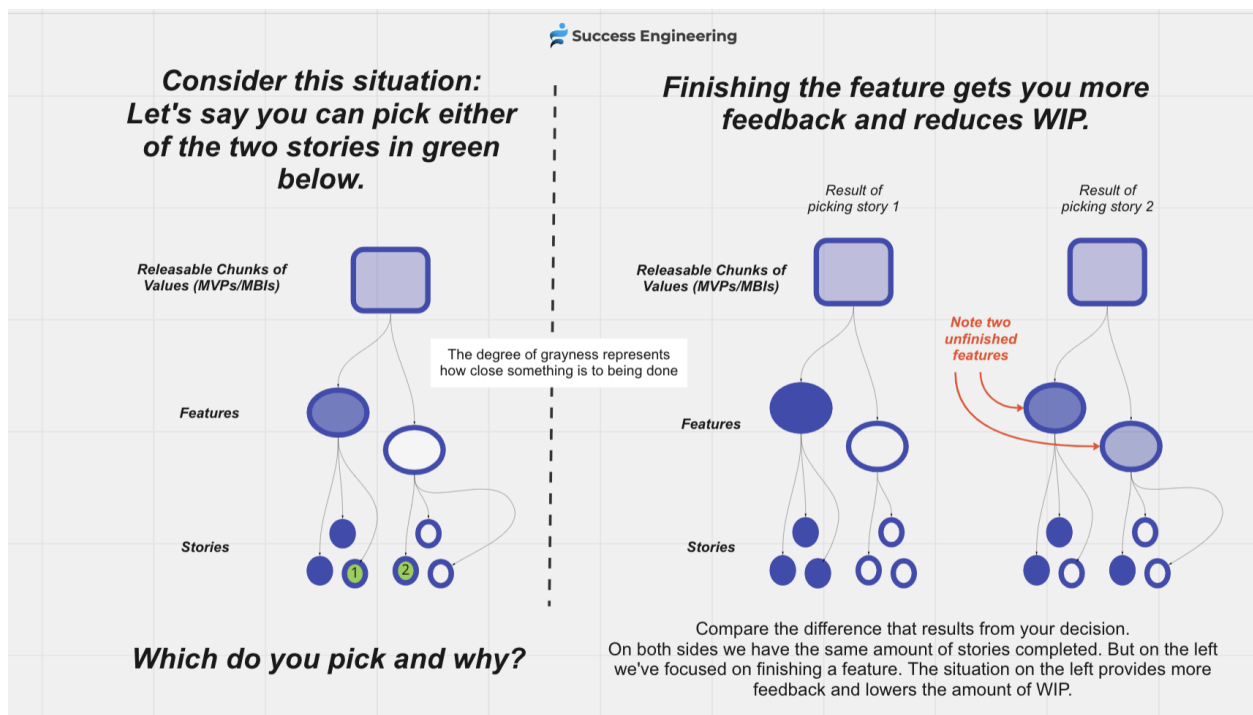 Success Engineering
Consider this situation:
Let's say you can pick either
of the two stories in green
below.
Releasable Chunks of
Values (MVPs/MBIs)
The degree of grayness represents
how close something is to being done
Features
Stories
1
2
Which do you pick and why?
Finishing the feature gets you more
feedback and reduces WIP.
Result of
picking story 1
Result of
picking story 2
Releasable Chunks of
Values (MVPs/MBIs)
Note two
unfinished
features
Features
Stories
Compare the difference that results from your decision.
On both sides we have the same amount of stories completed. But on the left
we've focused on finishing a feature. The situation on the left provides more
feedback and lowers the amount of WIP.